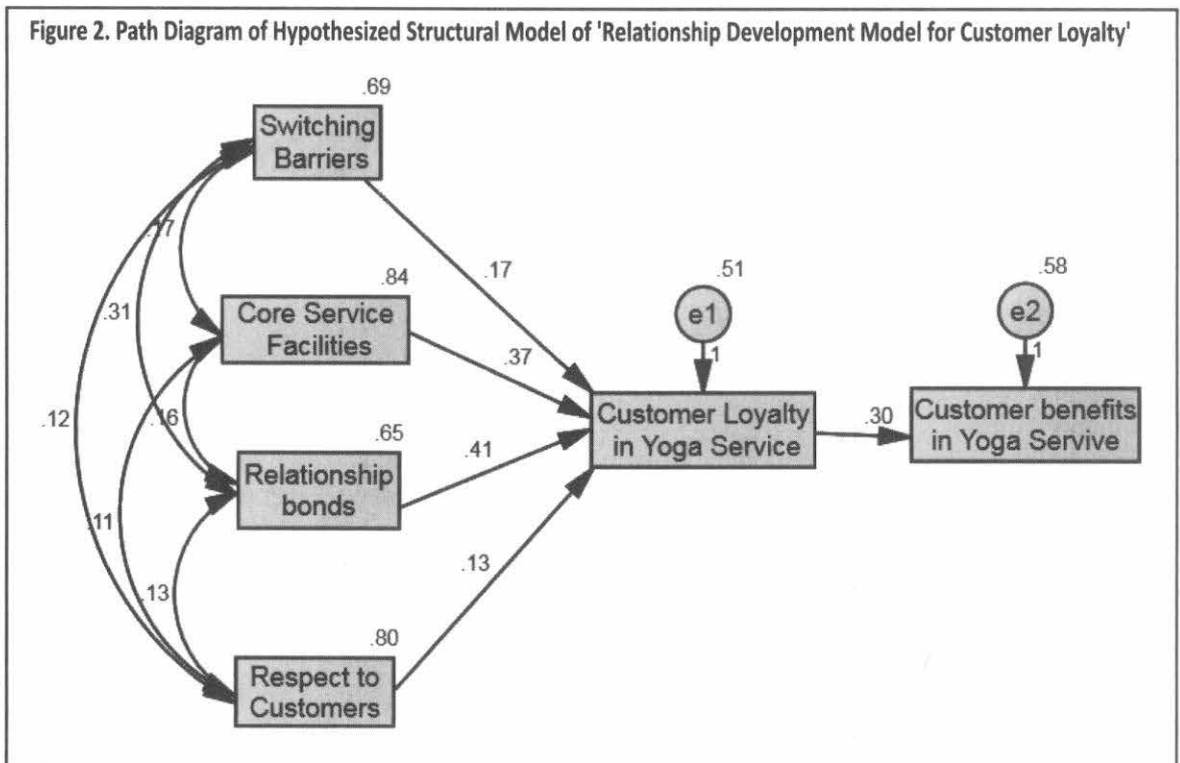 Figure 2. Path Diagram of Hypothesized Structural Model of 'Relationship Development Model for Customer Loyalty'
.69
Switching
Barriers
.17
.17
.31
.84
Core Service
Facilities
.37
.51
e1
1
.58
e2
1
.12
.16
.65
Relationship
bonds
.41
Customer Loyalty
in Yoga Service
.30
Customer benefits
in Yoga Servive
.11
.13
.13
.80
Respect to
Customers